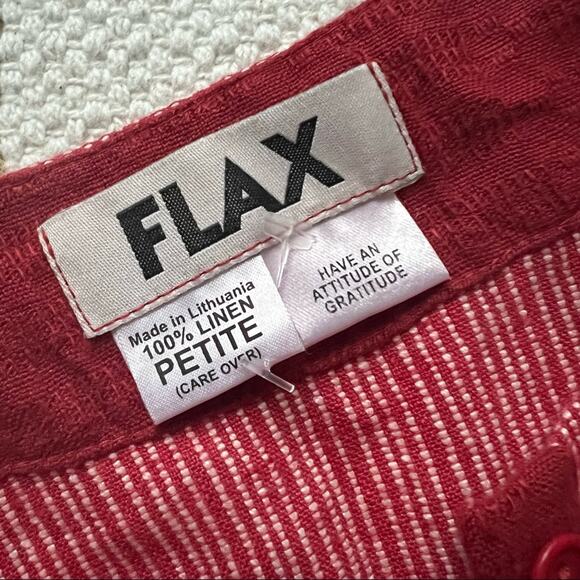 FLAX
Made in Lithuania
100% LINEN
PETITE
(CARE OVER)
HAVE AN
ATTITUDE OF
GRATITUDE